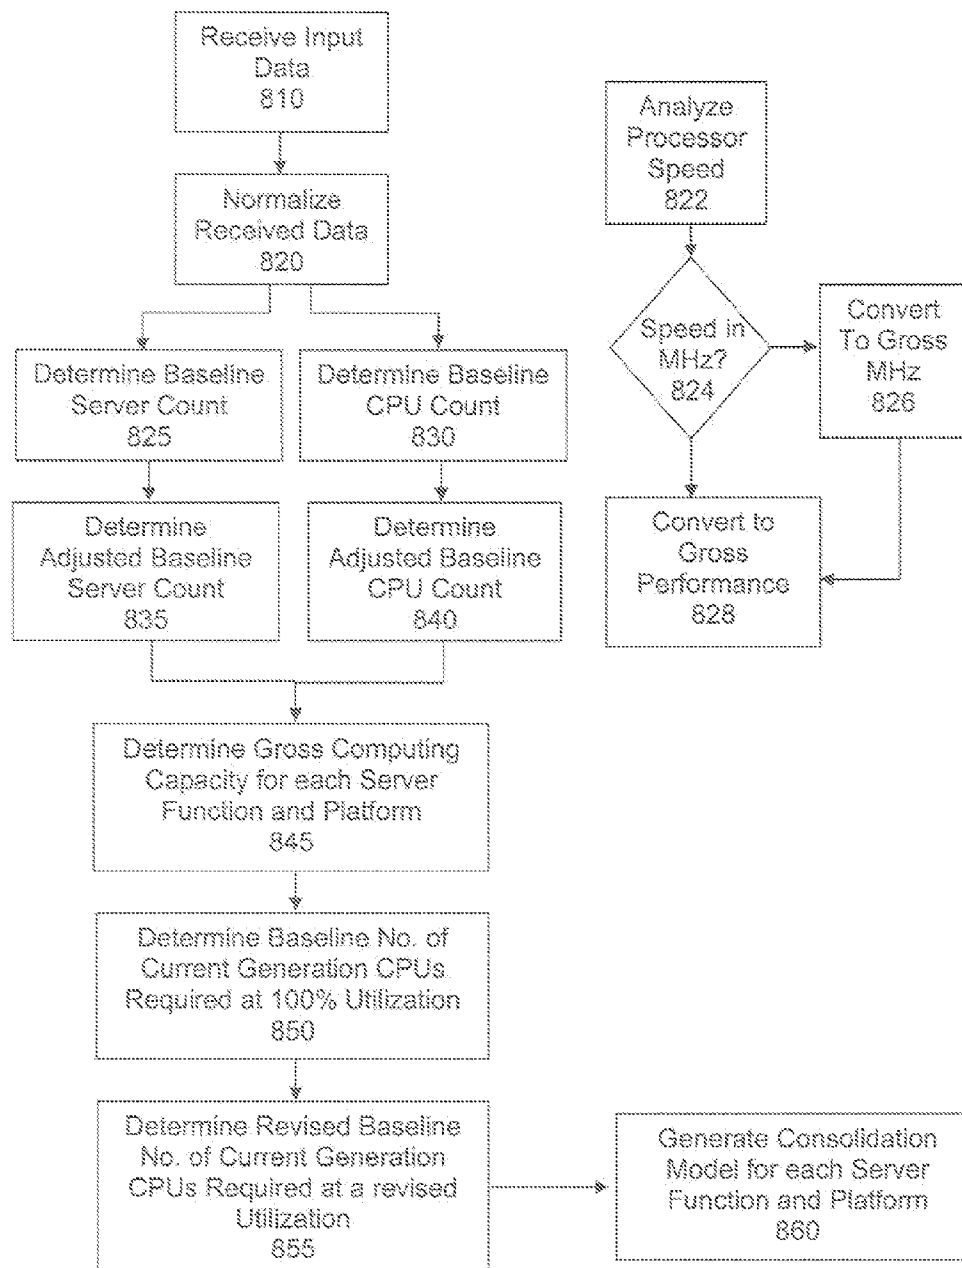 Receive Input
Data
810
Normalize
Received Data
820
Determine Baseline
Server Count
825
Determine Baseline
CPU Count
830
Determine
Adjusted Baseline
Server Count
835
Determine
Adjusted Baseline
CPU Count
840
Determine Gross Computing
Capacity for each Server
Function and Platform
845
Determine Baseline No. of
Current Generation CPUs
Required at 100% Utilization
850
Determine Revised Baseline
No. of Current Generation
CPUs Required at a revised
Utilization
855
Generate Consolidation
Model for each Server
Function and Platform
860
Analyze
Processor
Speed
822
Speed in
MHz?
824
Convert
To Gross
MHz
826
Convert to
Gross
Performance
828